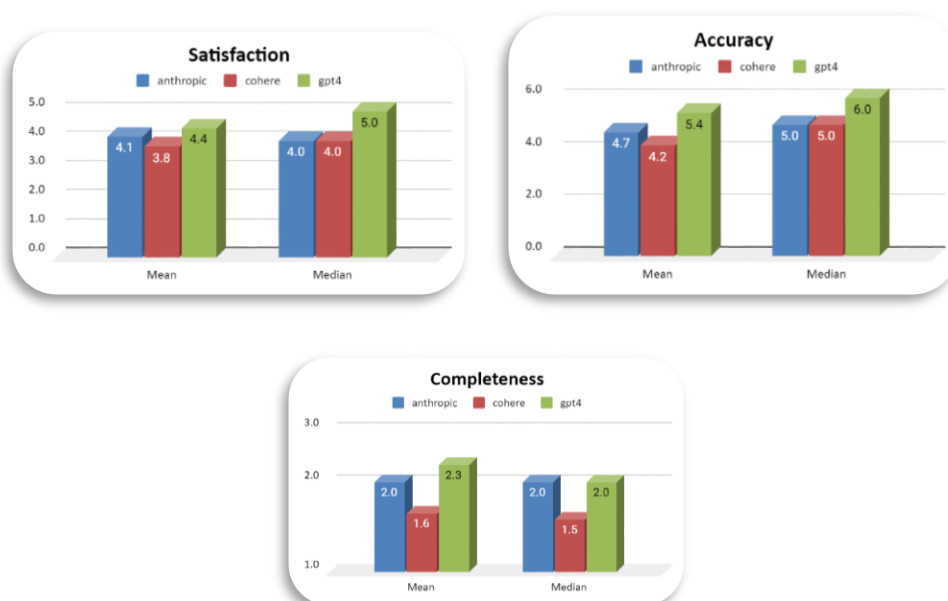 Satisfaction
anthropic cohere gpt4
5.0
4.0
3.0
2.0
1.0
0.0
4.1 3.8 4.4 4.0 4.0 5.0
Mean Median
Accuracy
anthropic cohere gpt4
6.0
4.0
2.0
0.0
4.7 4.2 5.4 5.0 5.0 6.0
Mean Median
Completeness
anthropic cohere gpt4
3.0
2.0
1.0
2.0 1.6 2.3 2.0 1.5 2.0
Mean Median